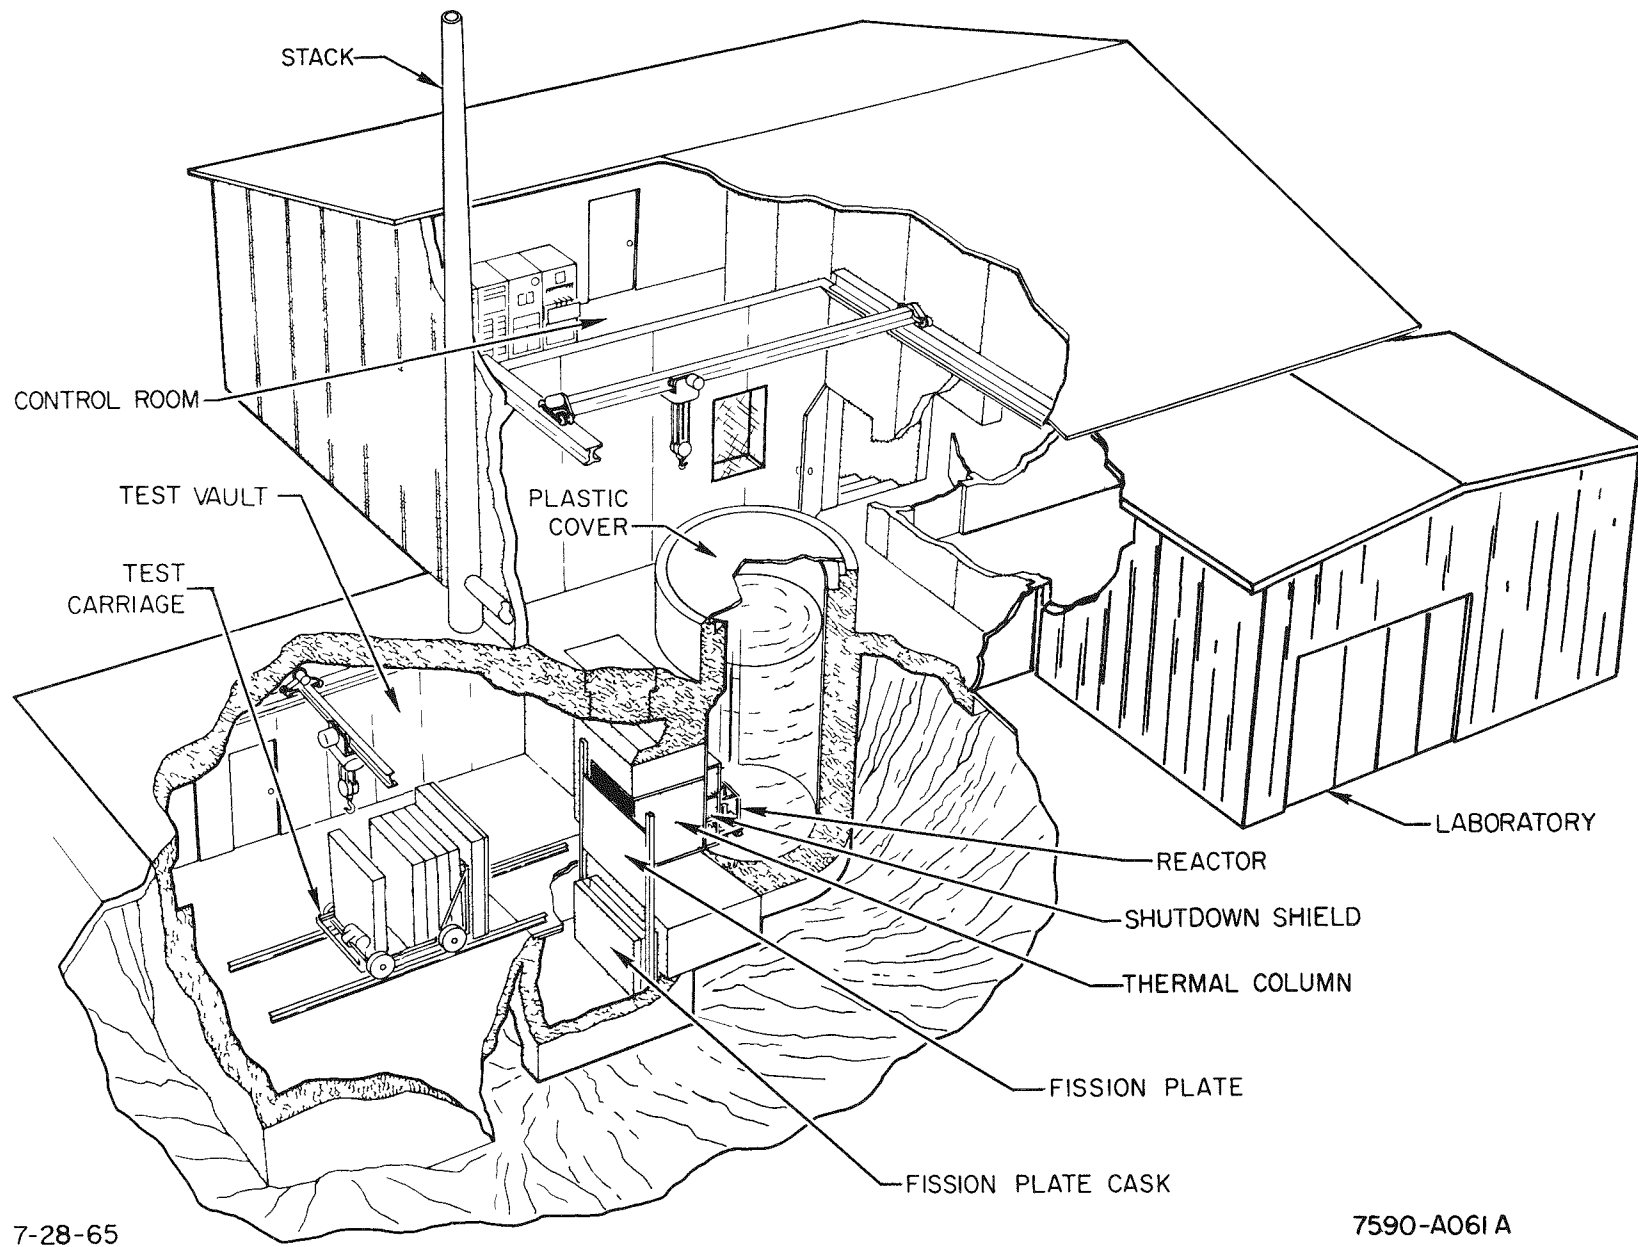 STACK
CONTROL ROOM
TEST VAULT
PLASTIC
COVER
TEST
CARRIAGE
LABORATORY
REACTOR
SHUTDOWN SHIELD
THERMAL COLUMN
FISSION PLATE
FISSION PLATE CASK
7-28-65
7590-A061A